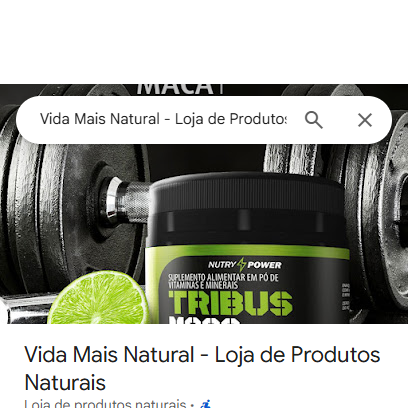 MACA
Vida Mais Natural - Loja de Produtos
NUTRY POWER
SUPLEMENTO ALIMENTAR EM PÓ DE
VITAMINAS E MINERAIS
TRIBUS
Vida Mais Natural - Loja de Produtos
Naturais
Loja de produtos naturais ·